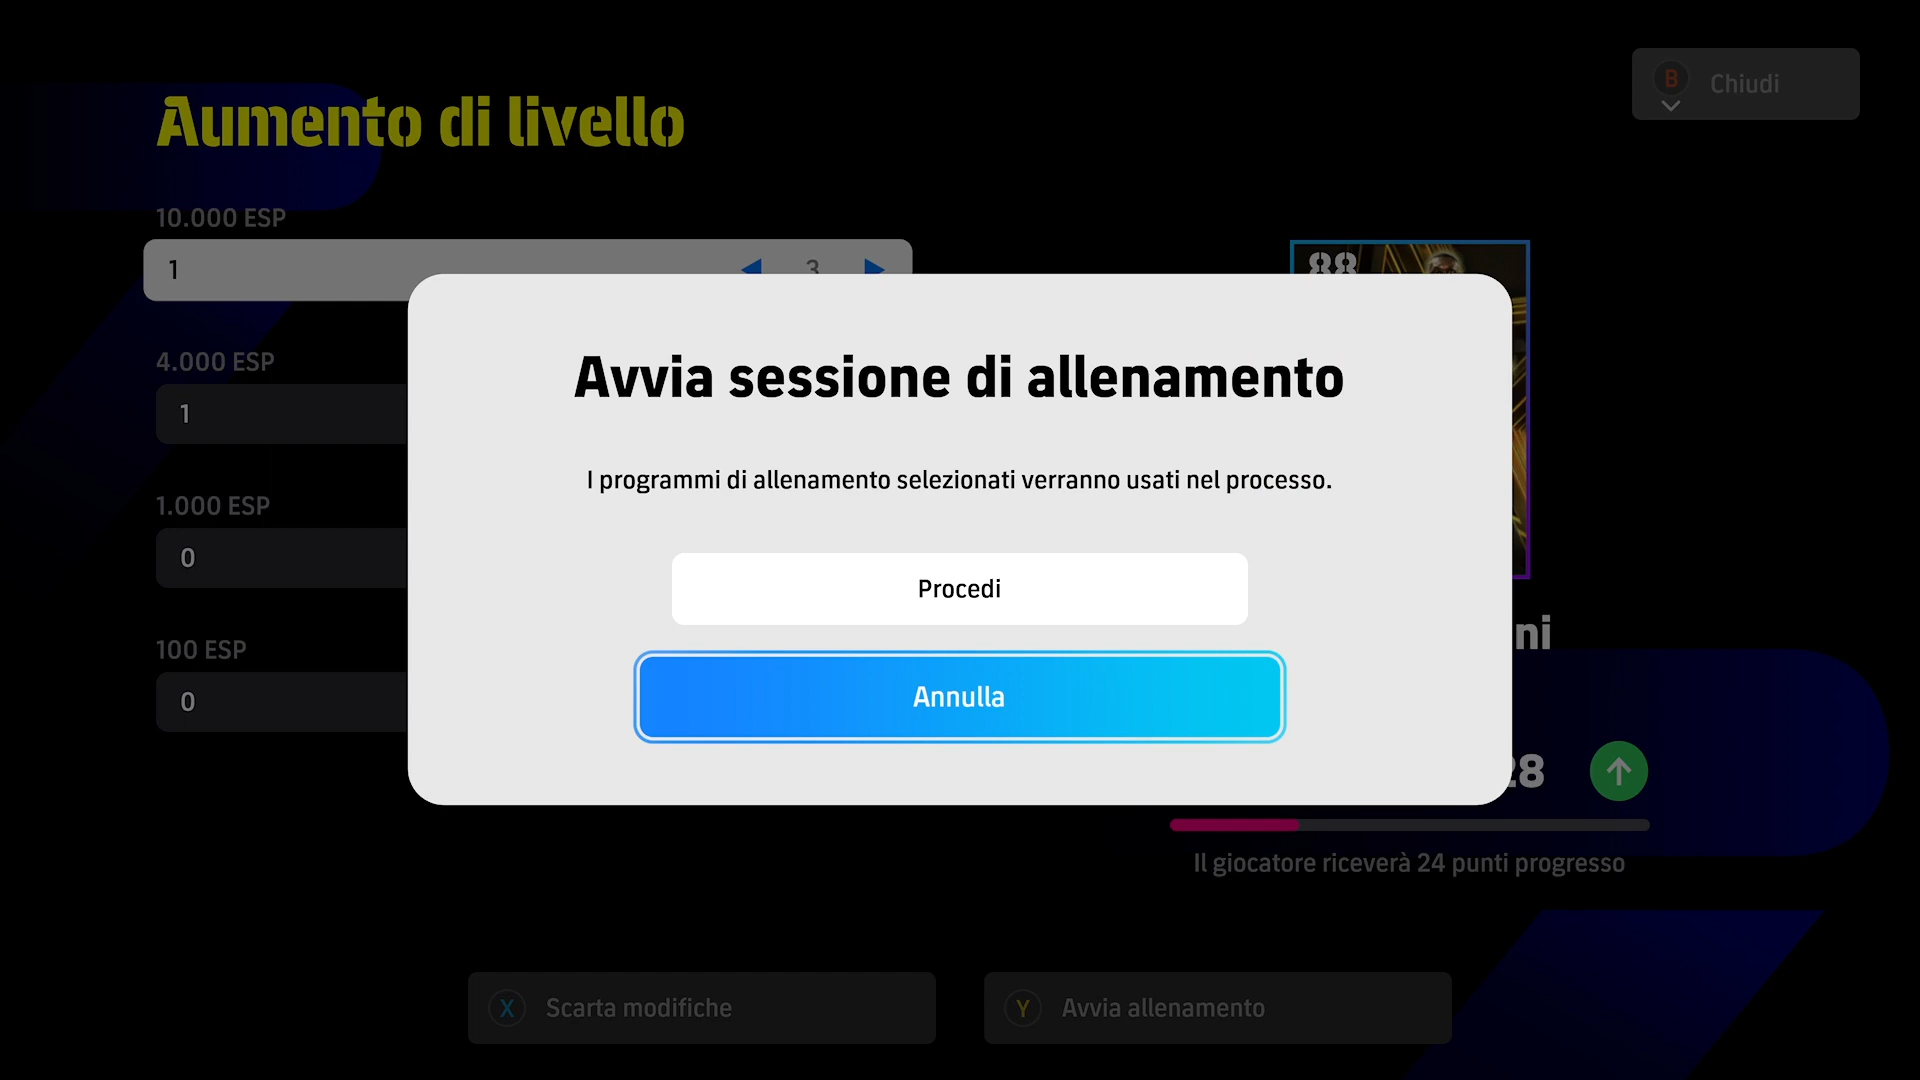 B Chiudi
Aumento di livello
10.000 ESP
1 3
88
Avvia sessione di allenamento
4.000 ESP
1
I programmi di allenamento selezionati verranno usati nel processo.
1.000 ESP
0
Procedi
100 ESP
0
Annulla
Il giocatore riceverà 24 punti progresso
X Scarta modifiche
Y Avvia allenamento